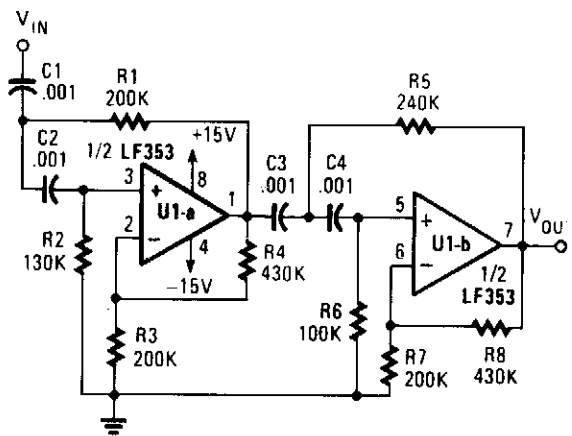 V IN
C1
.001
R1
200K
C2
.001
1/2 LF353
+15V
3
+
8
U1-a
1
2
−
4
−15V
R2
130K
R3
200K
R4
430K
C3
.001
C4
.001
R5
240K
5
+
U1-b
7
6
−
1/2
LF353
V OU
R6
100K
R7
200K
R8
430K